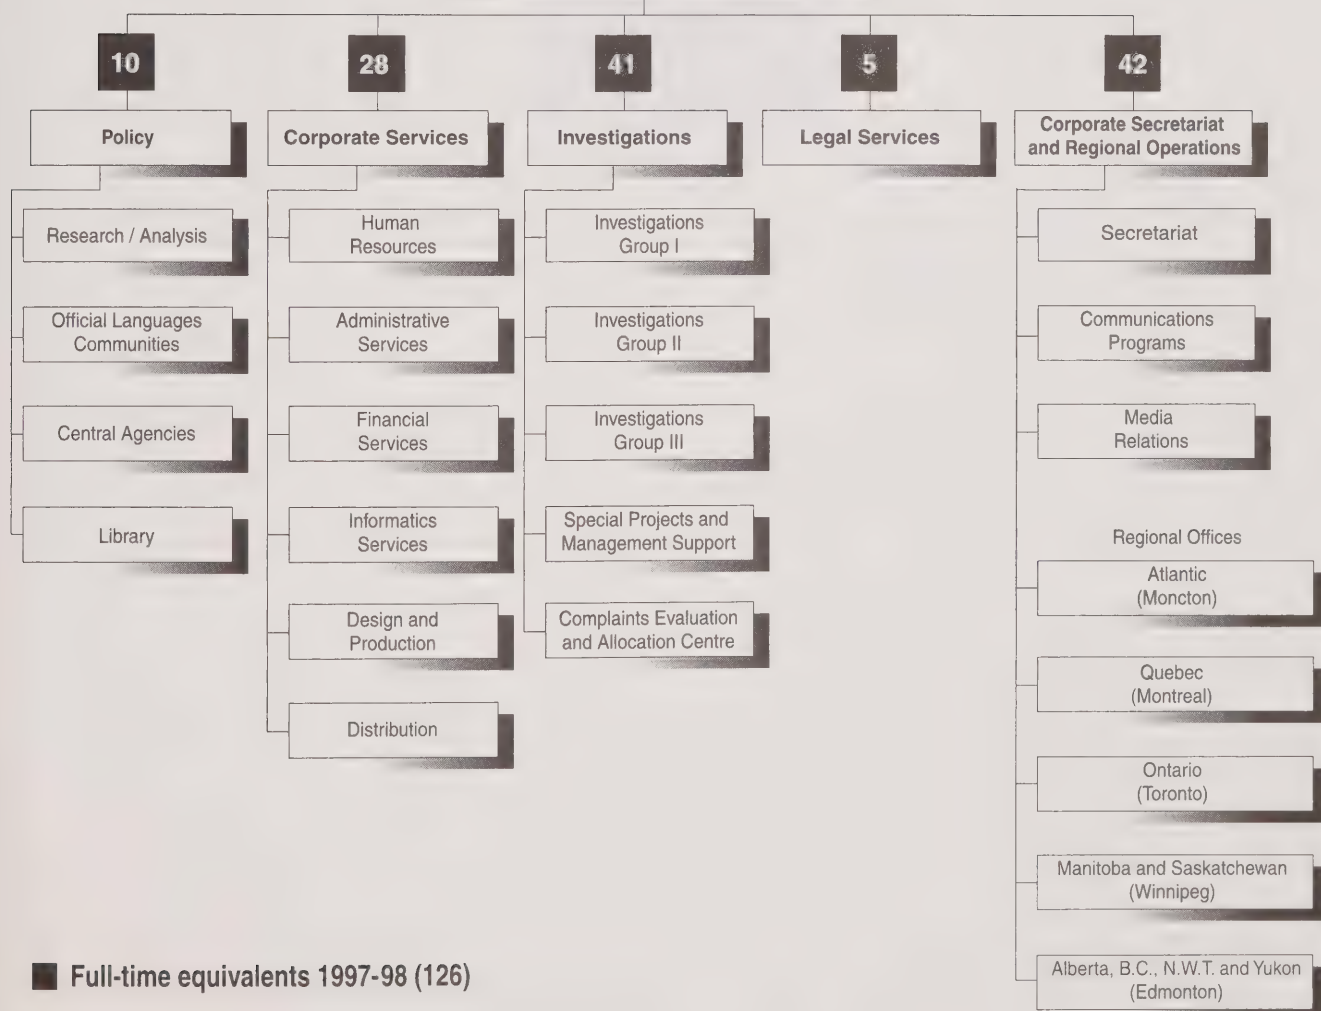 10
Policy
Research / Analysis
Official Languages
Communities
Central Agencies
Library
28
Corporate Services
Human
Resources
Administrative
Services
Financial
Services
Informatics
Services
Design and
Production
Distribution
41
Investigations
Investigations
Group I
Investigations
Group II
Investigations
Group III
Special Projects and
Management Support
Complaints Evaluation
and Allocation Centre
5
Legal Services
42
Corporate Secretariat
and Regional Operations
Secretariat
Communications
Programs
Media
Relations
Regional Offices
Atlantic
(Moncton)
Quebec
(Montreal)
Ontario
(Toronto)
Manitoba and Saskatchewan
(Winnipeg)
Alberta, B.C., N.W.T. and Yukon
(Edmonton)
Full-time equivalents 1997-98 (126)